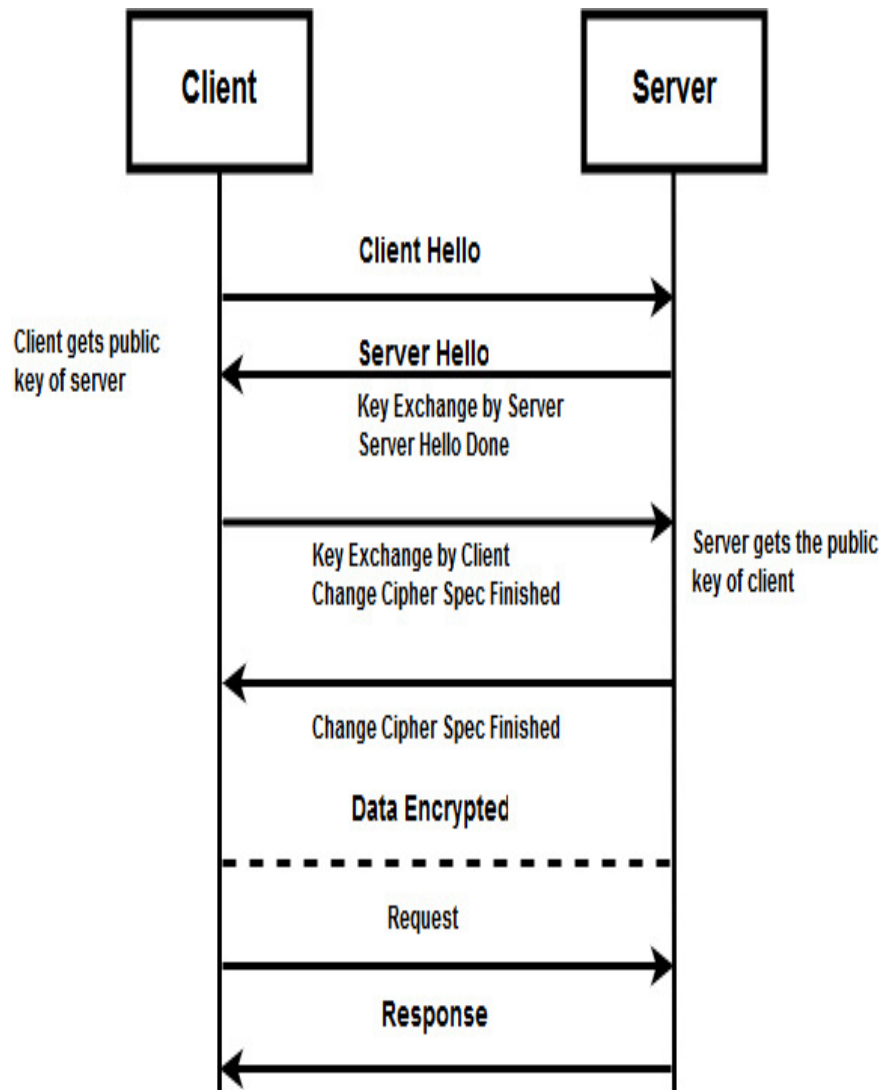 Client
Server
Client Hello
Client gets public
key of server
Server Hello
Key Exchange by Server
Server Hello Done
Key Exchange by Client
Change Cipher Spec Finished
Server gets the public
key of client
Change Cipher Spec Finished
Data Encrypted
Request
Response